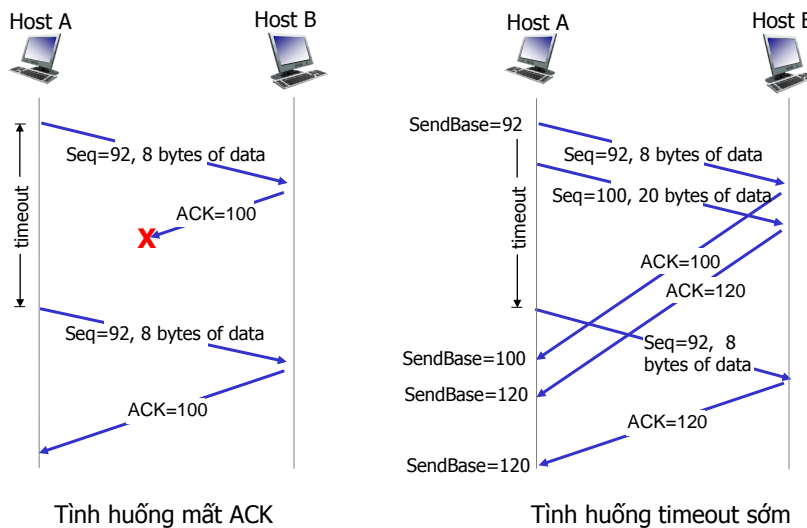 Host A
Host B
Seq=92, 8 bytes of data
ACK=100
X
timeout
Seq=92, 8 bytes of data
ACK=100
Tình huống mất ACK
Host A
Host B
SendBase=92
Seq=92, 8 bytes of data
Seq=100, 20 bytes of data
timeout
ACK=100
ACK=120
Seq=92, 8
bytes of data
SendBase=100
SendBase=120
ACK=120
SendBase=120
Tình huống timeout sớm